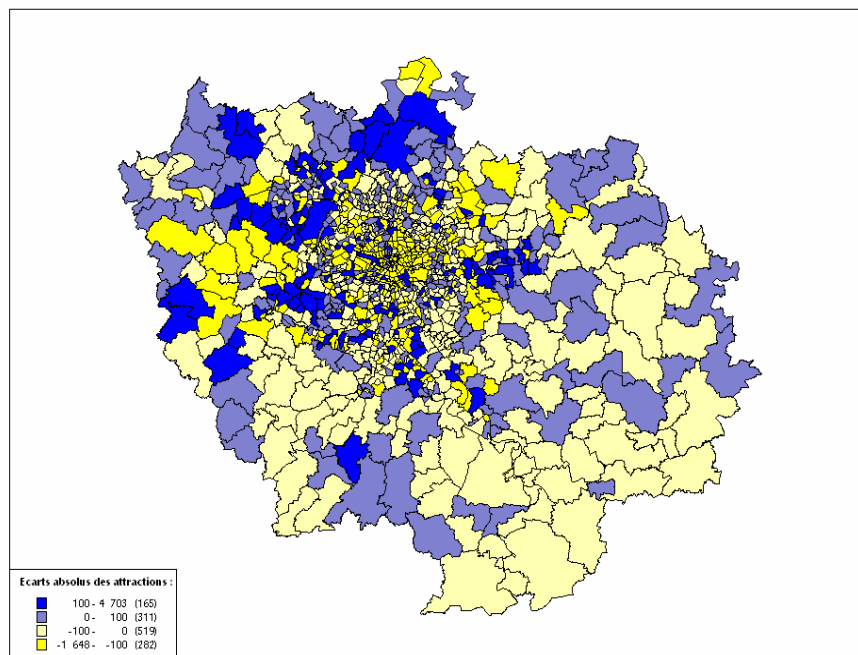 Ecarts absolus des attractions :
100 - 4 703 (165)
0 - 100 (311)
-100 - 0 (519)
-1 648 - -100 (282)